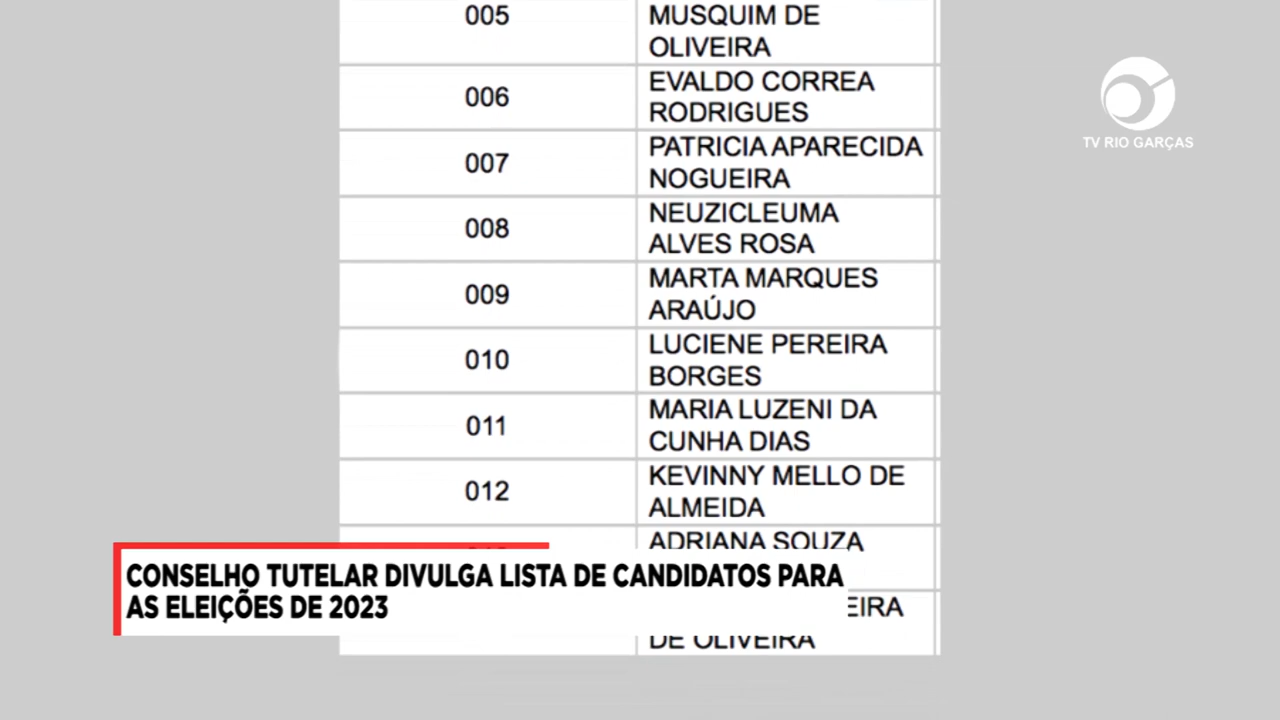 005
MUSQUIM DE
OLIVEIRA
006
EVALDO CORREA
RODRIGUES
007
PATRICIA APARECIDA
NOGUEIRA
008
NEUZICLEUMA
ALVES ROSA
009
MARTA MARQUES
ARAÚJO
010
LUCIENE PEREIRA
BORGES
011
MARIA LUZENI DA
CUNHA DIAS
012
KEVINNY MELLO DE
ALMEIDA
ADRIANA SOUZA
DE OLIVEIRA
CONSELHO TUTELAR DIVULGA LISTA DE CANDIDATOS PARA
AS ELEIÇÕES DE 2023
TV RIO GARÇAS